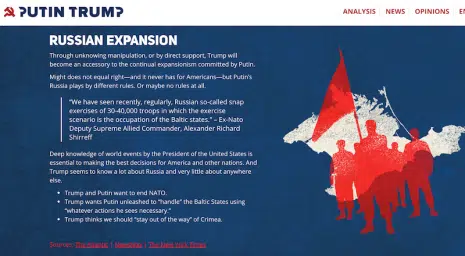 PUTIN TRUMP
ANALYSIS NEWS OPINIONS
RUSSIAN EXPANSION
Through unknowing manipulation, or by direct support, Trump will
become an accessory to the continual expansionism committed by Putin.
Might does not equal right—and it never has for Americans—but Putin's
Russia plays by different rules. Or maybe no rules at all.
"We have seen recently, regularly, Russian so-called snap
exercises of 30-40,000 troops in which the exercise
scenario is the occupation of the Baltic states." – Ex-Nato
Deputy Supreme Allied Commander, Alexander Richard
Shirreff
Deep knowledge of world events by the President of the United States is
essential to making the best decisions for America and other nations. And
Trump seems to know a lot about Russia and very little about anywhere
else.
• Trump and Putin want to end NATO.
• Trump wants Putin unleashed to "handle" the Baltic States using
"whatever actions he sees necessary."
• Trump thinks we should "stay out of the way" of Crimea.
| Newsweek | The New York Times